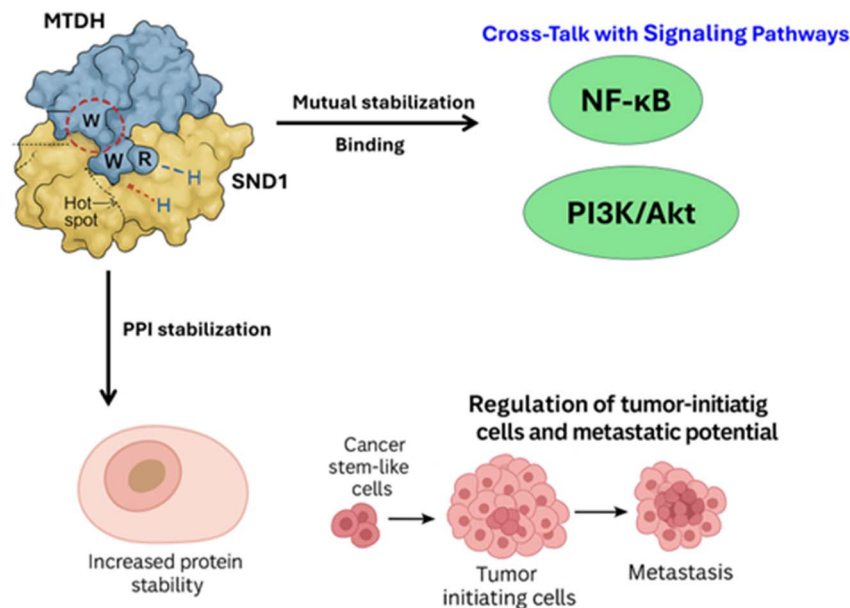 MTDH
Cross-Talk with Signaling Pathways
W
W
R
H
H
SND1
Hot
spot
Mutual stabilization
Binding
NF-κB
PI3K/Akt
PPI stabilization
Increased protein
stability
Regulation of tumor-initiatig
cells and metastatic potential
Cancer
stem-like
cells
Tumor
initiating cells
Metastasis